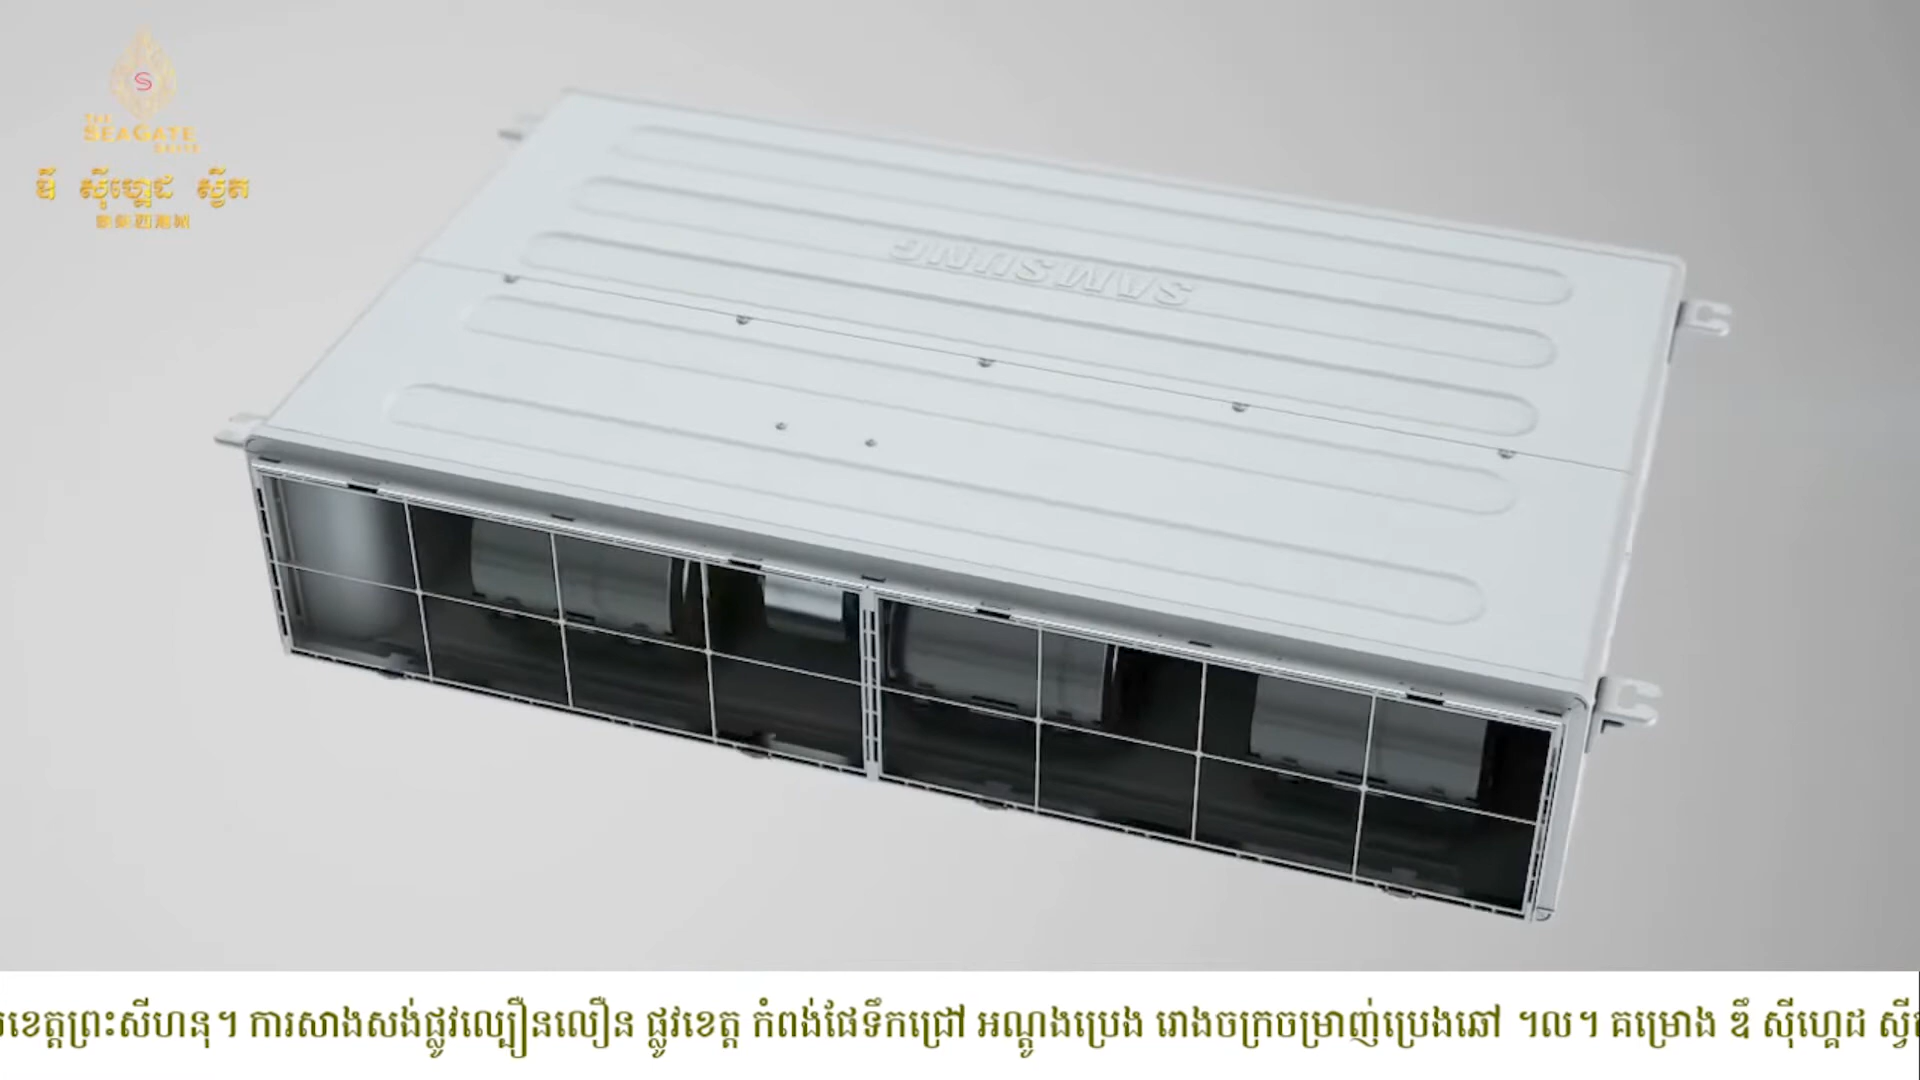 THE
SEAGATE
SUITE
ឌឹ ស៊ីហ្គេដ ស្វីត
SAMSUNG
ខេត្តព្រះសីហនុ។ ការសាងសង់ផ្លូវល្បឿនលឿន ផ្លូវខេត្ត កំពង់ផែទឹកជ្រៅ អណ្តូងប្រេង រោងចក្រចម្រាញ់ប្រេងឆៅ ។ល។ គម្រោង ឌឹ ស៊ីហ្គេដ